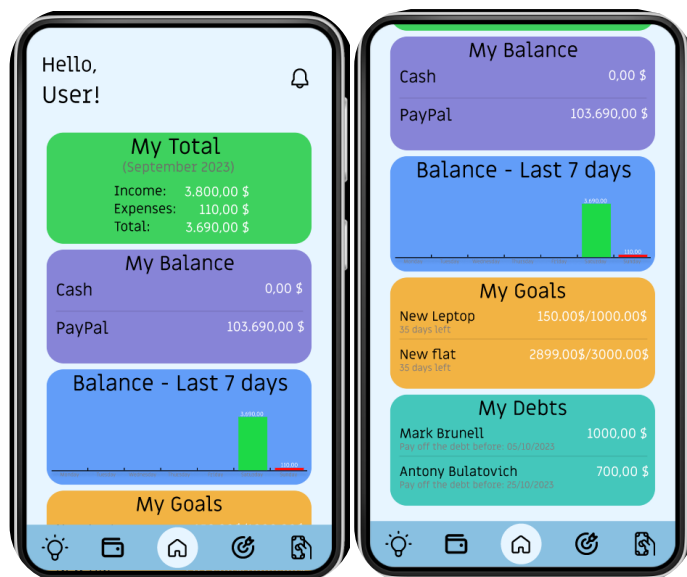 Hello,
User!
My Total
(September 2023)
Income: 3.800,00 $
Expenses: 110,00 $
Total: 3.690,00 $
My Balance
Cash 0,00 $
PayPal 103.690,00 $
Balance - Last 7 days
3.690,00
110,00
My Goals
My Balance
Cash 0,00 $
PayPal 103.690,00 $
Balance - Last 7 days
3.690,00
110,00
My Goals
New Leptop 150.00$/1000.00$
35 days left
New flat 2899.00$/3000.00$
35 days left
My Debts
Mark Brunell 1000,00 $
Pay off the debt before: 05/10/2023
Antony Bulatovich 700,00 $
Pay off the debt before: 25/10/2023